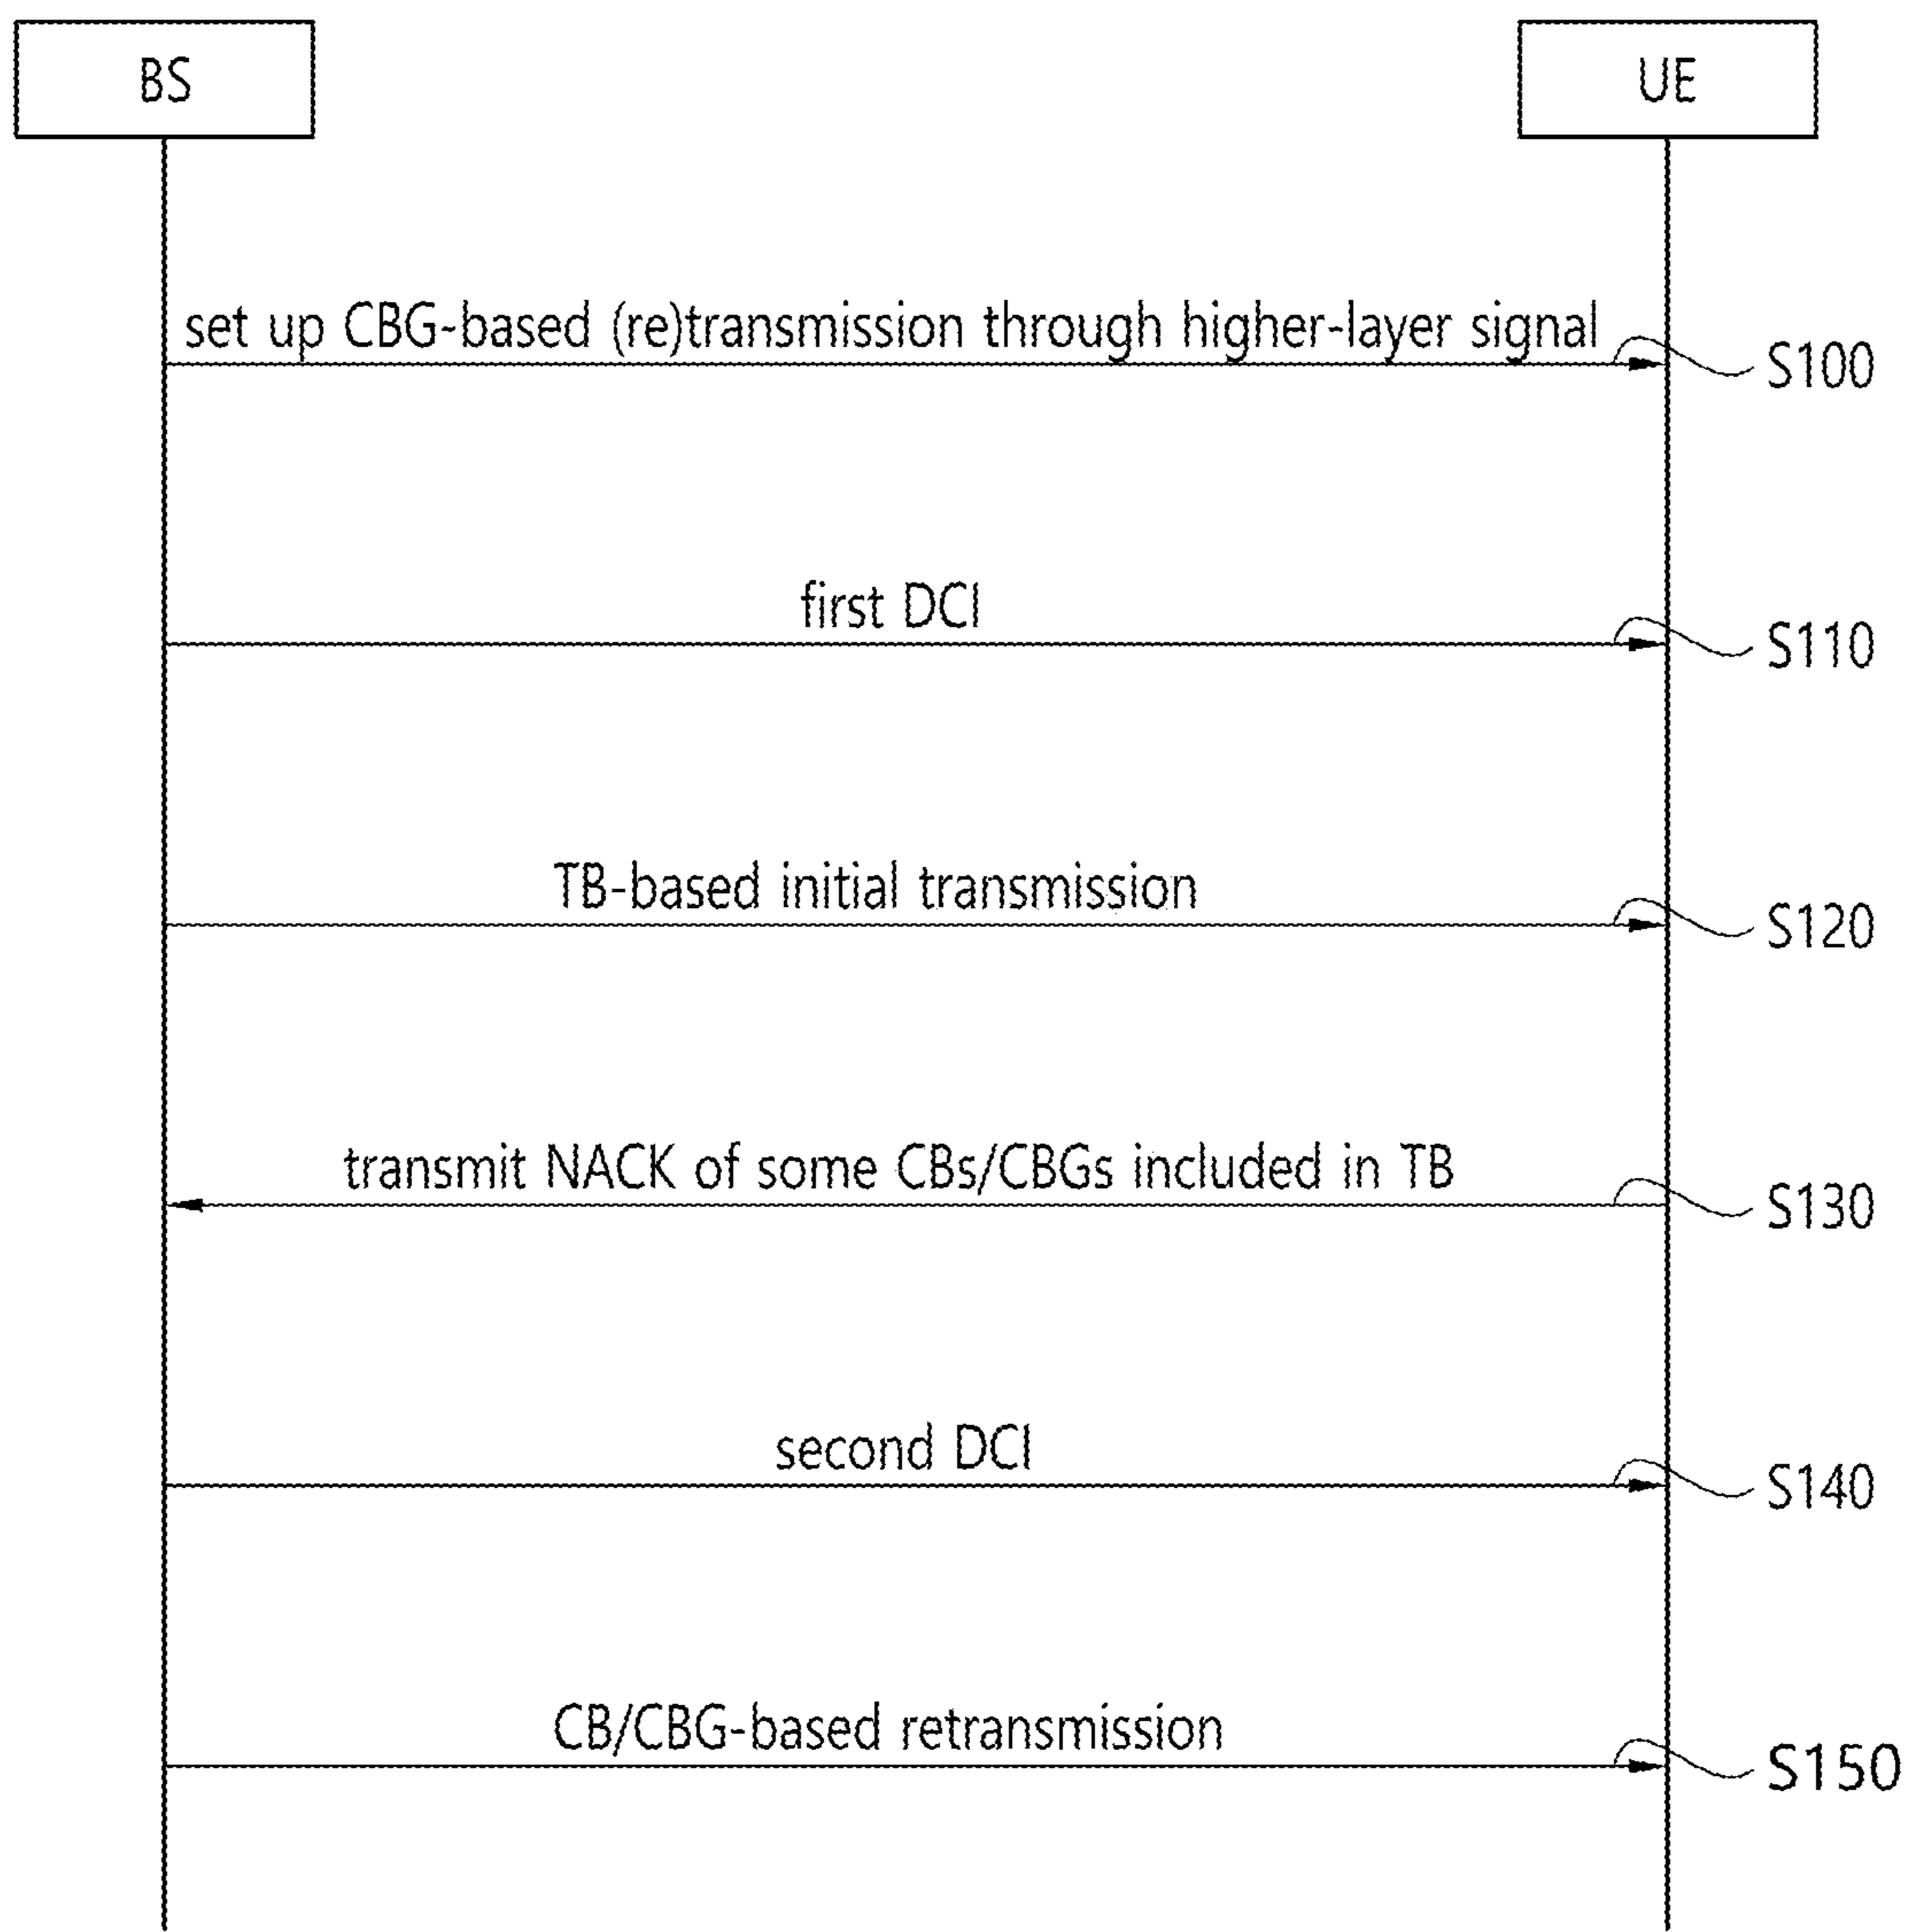 BS
UE
set up CBG-based (re)transmission through higher-layer signal
S100
first DCI
S110
TB-based initial transmission
S120
transmit NACK of some CBs/CBGs included in TB
S130
second DCI
S140
CB/CBG-based retransmission
S150